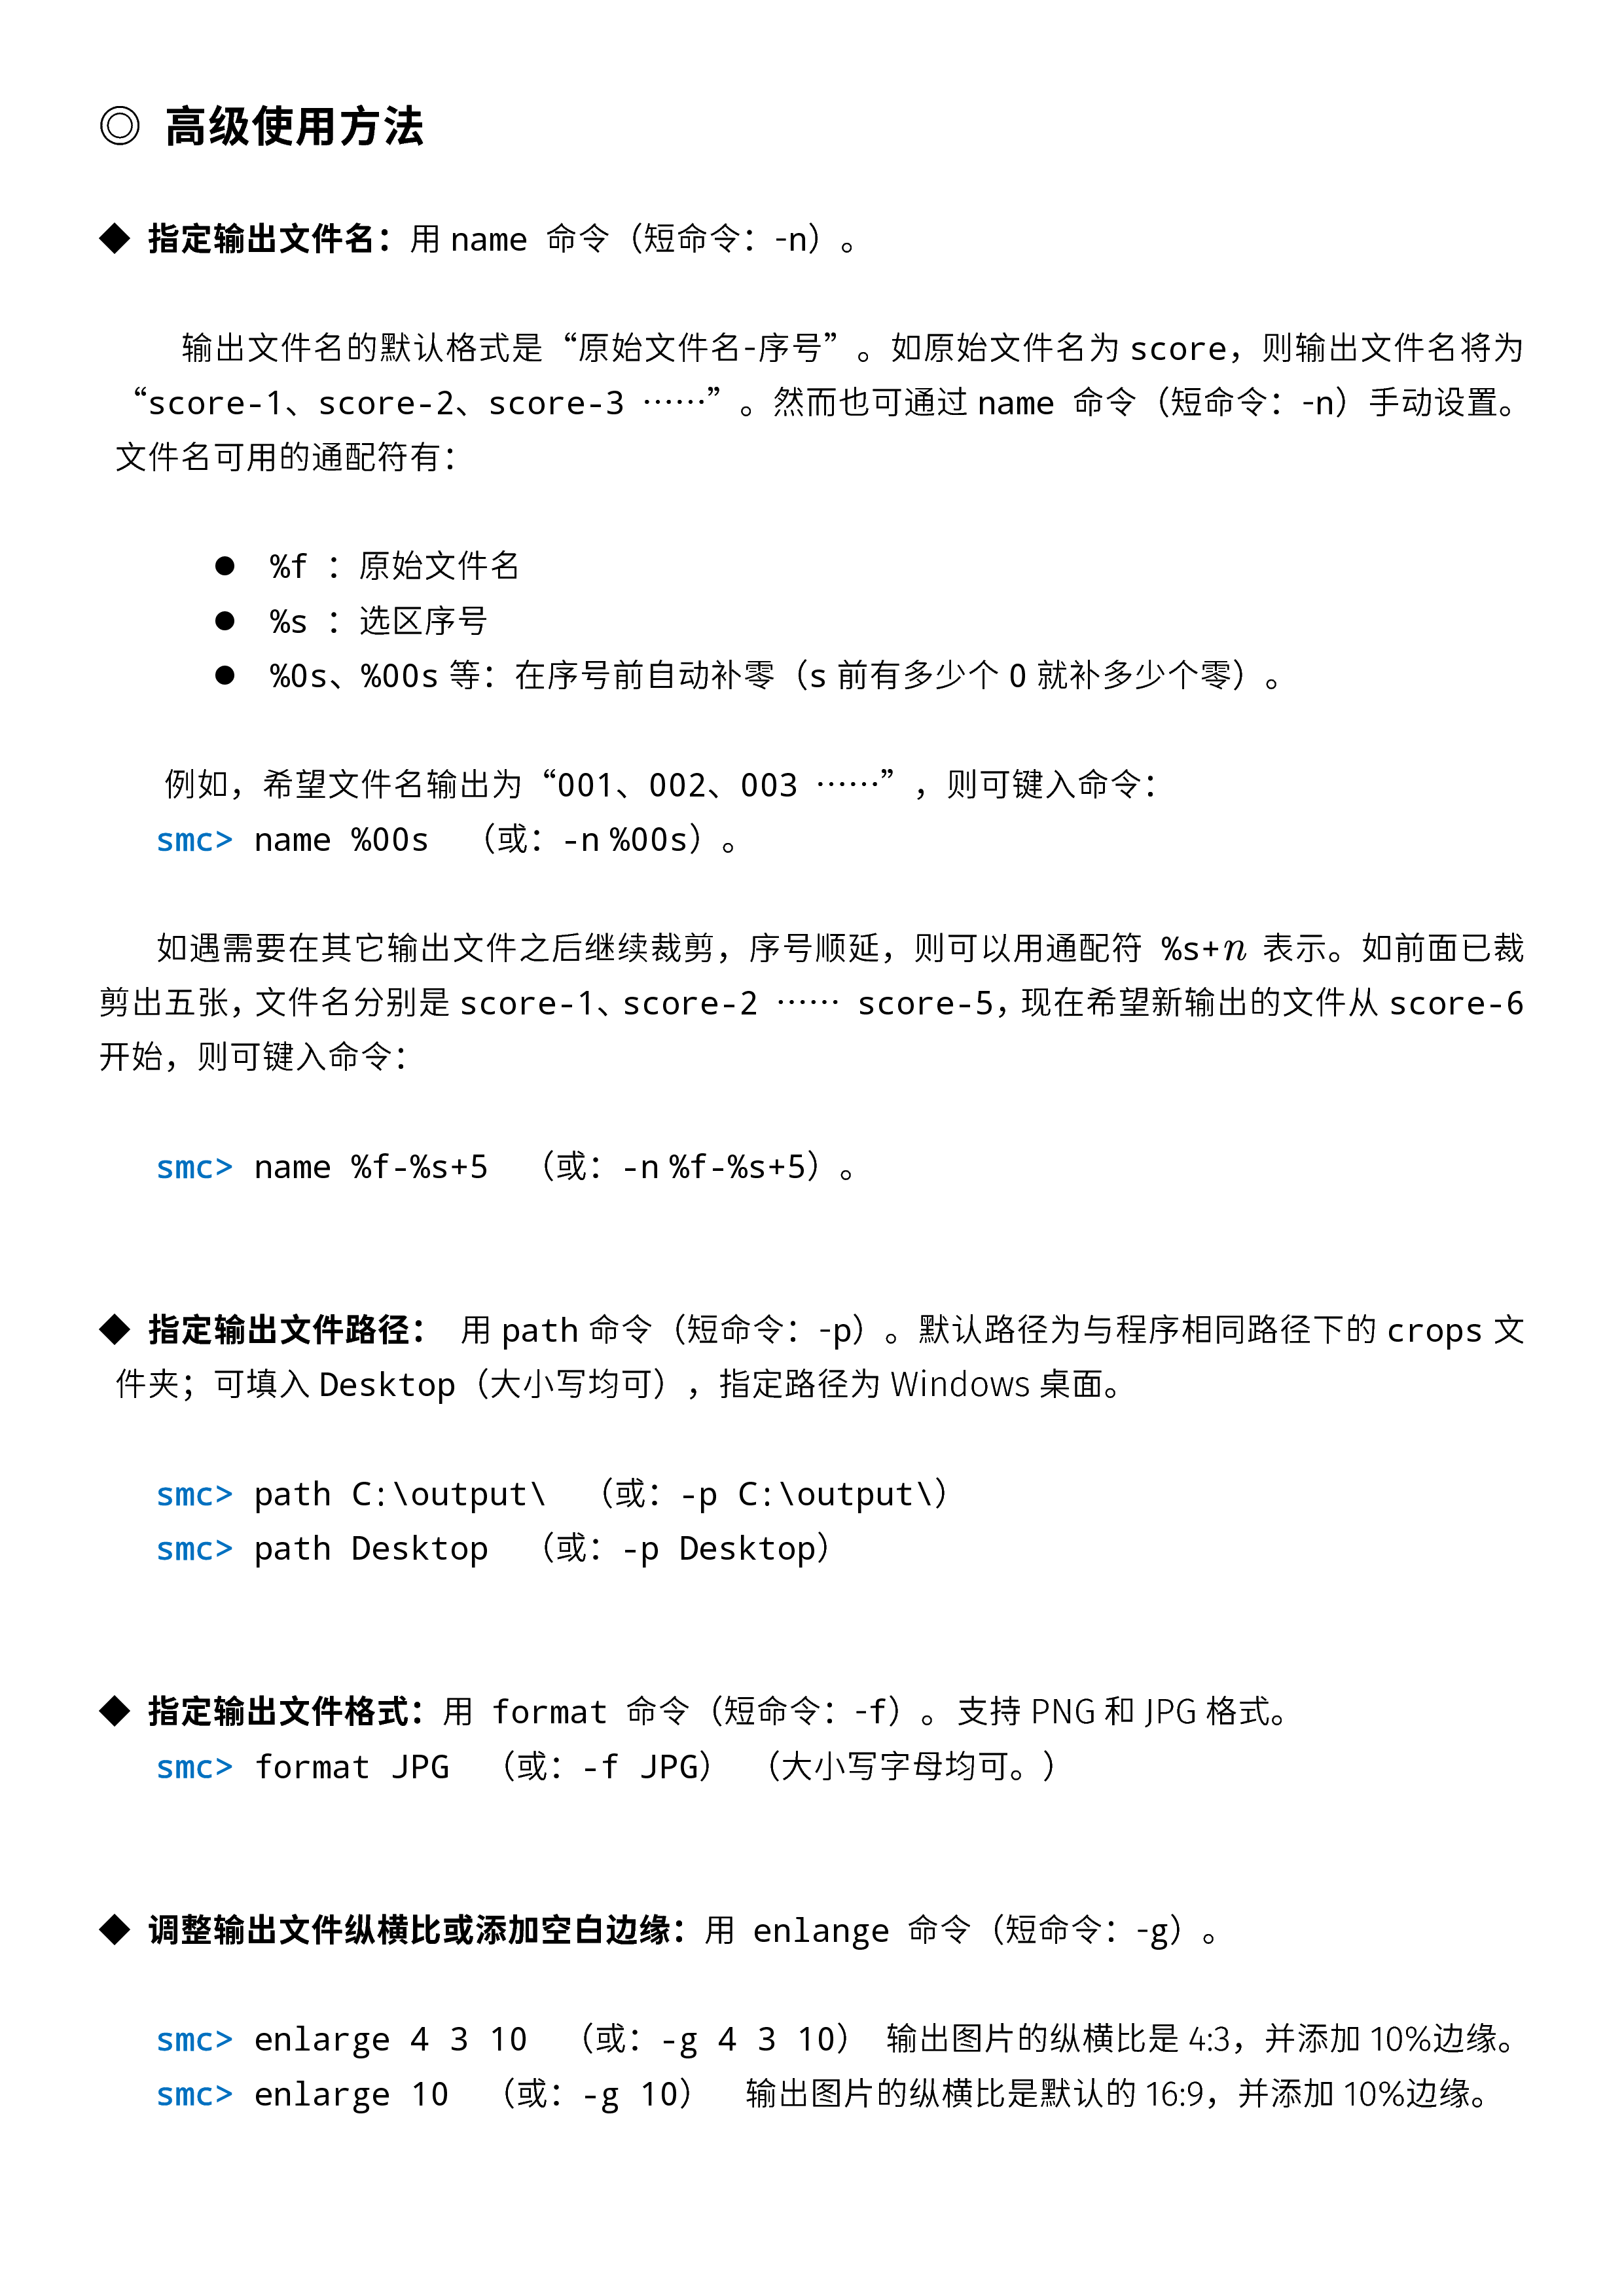 ◎ 高级使用方法
◆ 指定输出文件名：用 name 命令（短命令：-n）。
输出文件名的默认格式是“原始文件名-序号”。如原始文件名为 score，则输出文件名将为
“score-1、score-2、score-3 ……”。然而也可通过 name 命令（短命令：-n）手动设置。
文件名可用的通配符有：
● %f ：原始文件名
● %s ：选区序号
● %0s、%00s 等：在序号前自动补零（s 前有多少个 0 就补多少个零）。
例如，希望文件名输出为“001、002、003 ……”，则可键入命令：
smc> name %00s （或：-n %00s）。
如遇需要在其它输出文件之后继续裁剪，序号顺延，则可以用通配符 %s+n 表示。如前面已裁
剪出五张，文件名分别是 score-1、score-2 …… score-5，现在希望新输出的文件从 score-6
开始，则可键入命令：
smc> name %f-%s+5 （或：-n %f-%s+5）。
◆ 指定输出文件路径： 用 path 命令（短命令：-p）。默认路径为与程序相同路径下的 crops 文
件夹；可填入 Desktop（大小写均可），指定路径为 Windows 桌面。
smc> path C:\output\ （或：-p C:\output\）
smc> path Desktop （或：-p Desktop）
◆ 指定输出文件格式：用 format 命令（短命令：-f）。支持 PNG 和 JPG 格式。
smc> format JPG （或：-f JPG） （大小写字母均可。）
◆ 调整输出文件纵横比或添加空白边缘：用 enlange 命令（短命令：-g）。
smc> enlarge 4 3 10 （或：-g 4 3 10） 输出图片的纵横比是 4:3，并添加 10%边缘。
smc> enlarge 10 （或：-g 10） 输出图片的纵横比是默认的 16:9，并添加 10%边缘。